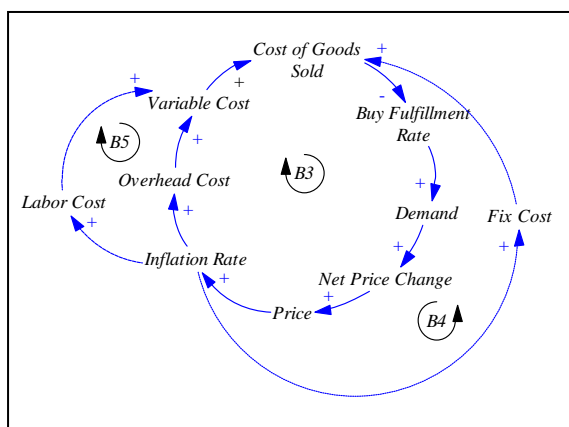 Cost of Goods
Sold
+
+
+
Variable Cost
-
Buy Fulfillment
Rate
+
B5
B3
Overhead Cost
+
Labor Cost
+
+
Demand
Fix Cost
+
+
Inflation Rate
+
Net Price Change
+
Price
B4